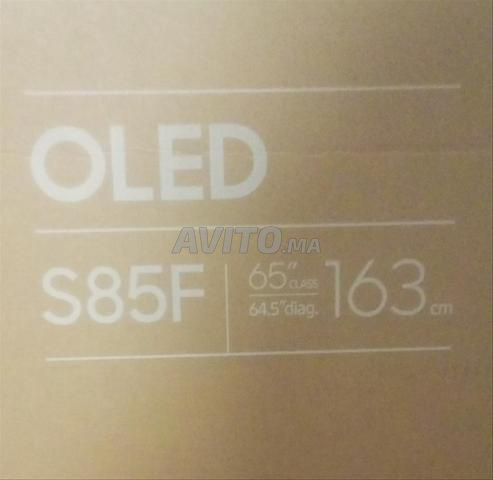 OLED
AVITO.MA
S85F
65" CLASS
64.5"diag.
163 cm